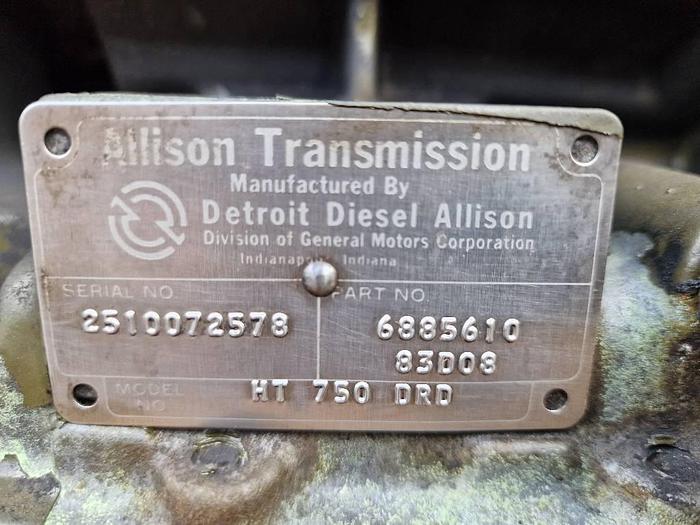 Allison Transmission
Manufactured By
Detroit Diesel Allison
Division of General Motors Corporation
Indianapolis Indiana
SERIAL NO.
PART NO.
2510072578
6885610
83D08
MODEL NO.
HT 750 DRD